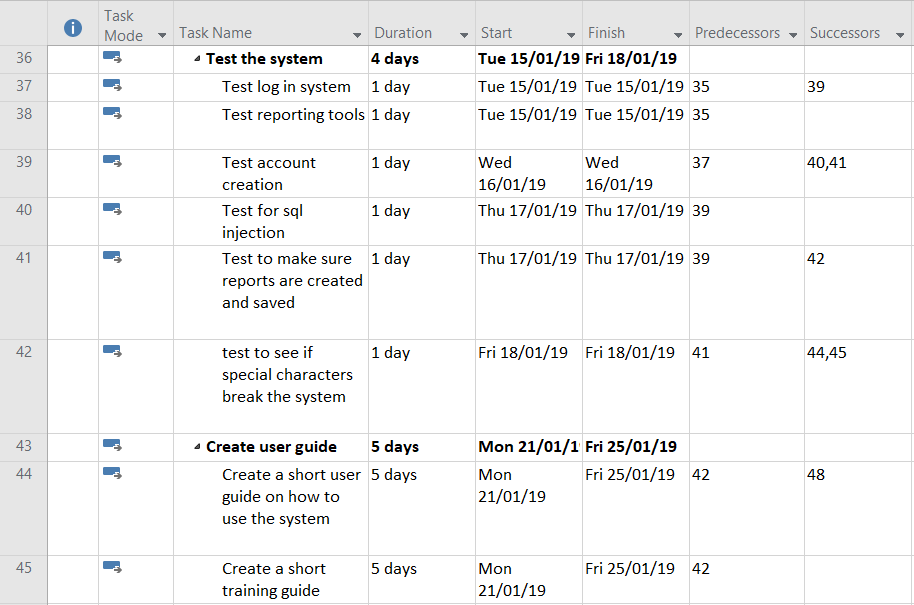 Task Mode Task Name Duration Start Finish Predecessors Successors
36 Test the system 4 days Tue 15/01/19 Fri 18/01/19
37 Test log in system 1 day Tue 15/01/19 Tue 15/01/19 35 39
38 Test reporting tools 1 day Tue 15/01/19 Tue 15/01/19 35
39 Test account 1 day Wed Wed 37 40,41
creation 16/01/19 16/01/19
40 Test for sql 1 day Thu 17/01/19 Thu 17/01/19 39
injection
41 Test to make sure 1 day Thu 17/01/19 Thu 17/01/19 39 42
reports are created
and saved
42 test to see if 1 day Fri 18/01/19 Fri 18/01/19 41 44,45
special characters
break the system
43 Create user guide 5 days Mon 21/01/1 Fri 25/01/19
44 Create a short user 5 days Mon Fri 25/01/19 42 48
guide on how to 21/01/19
use the system
45 Create a short 5 days Mon Fri 25/01/19 42
training guide 21/01/19